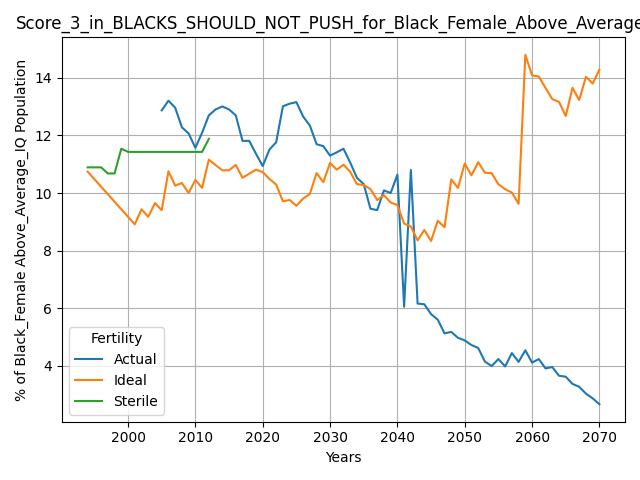 Score_3_in_BLACKS_SHOULD_NOT_PUSH_for_Black_Female_Above_Average
% of Black_Female Above_Average_IQ Population
14
12
10
8
6
4
Fertility
Actual
Ideal
Sterile
2000 2010 2020 2030 2040 2050 2060 2070
Years